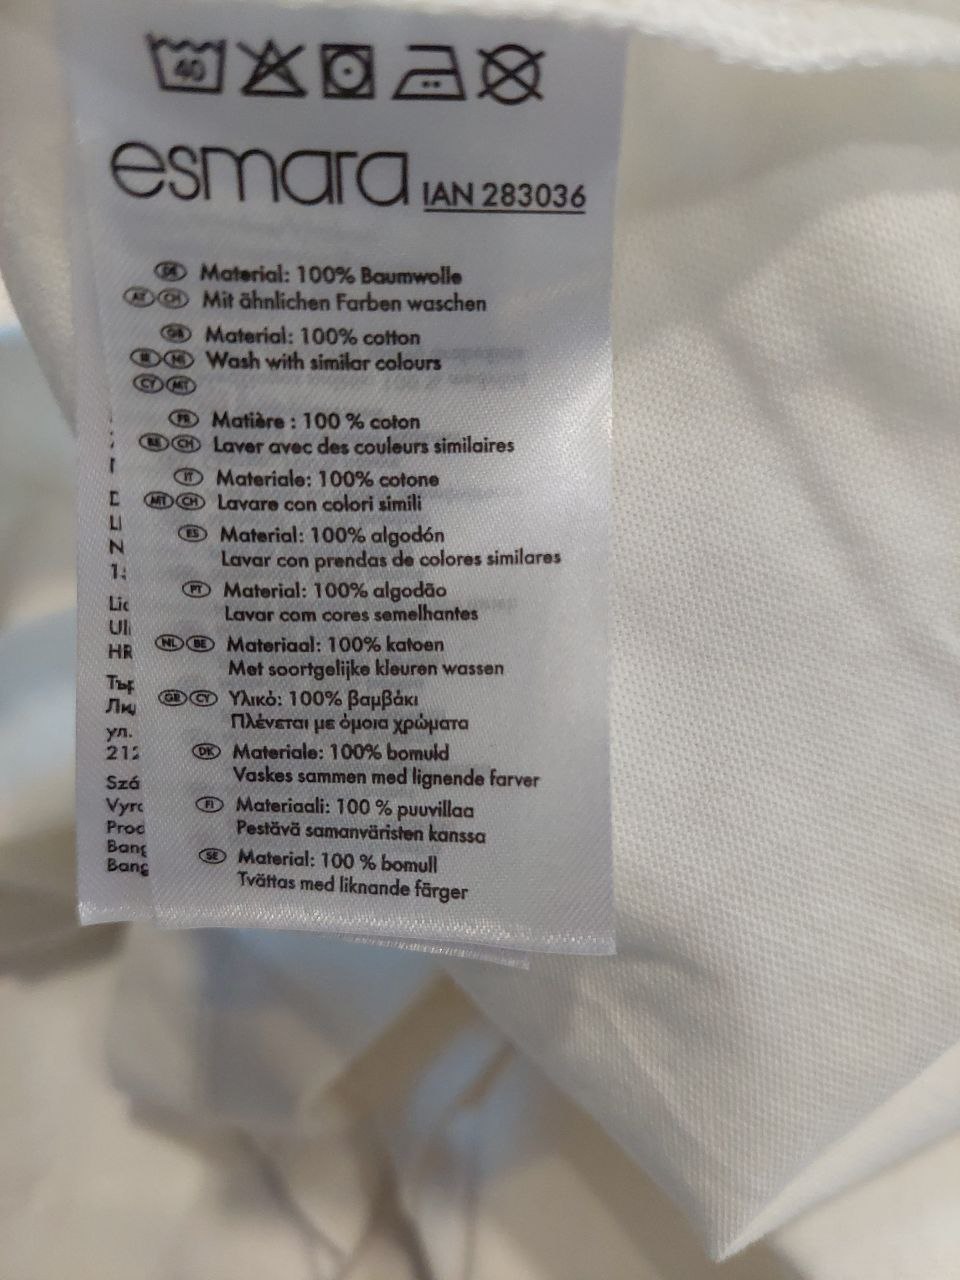 40
esmara IAN 283036
DE Material: 100% Baumwolle
AT CH Mit ähnlichen Farben waschen
GB Material: 100% cotton
IE NI Wash with similar colours
CY MT
FR Matière : 100 % coton
BE CH Laver avec des couleurs similaires
IT Materiale: 100% cotone
MT CH Lavare con colori simili
ES Material: 100% algodón
Lavar con prendas de colores similares
PT Material: 100% algodão
Lavar com cores semelhantes
NL BE Materiaal: 100% katoen
Met soortgelijke kleuren wassen
GR CY Υλικό: 100% βαμβάκι
Πλένεται με όμοια χρώματα
DK Materiale: 100% bomuld
Vaskes sammen med lignende farver
FI Materiaali: 100 % puuvillaa
Pestävä samanväristen kanssa
SE Material: 100 % bomull
Tvättas med liknande färger
HR
ул.